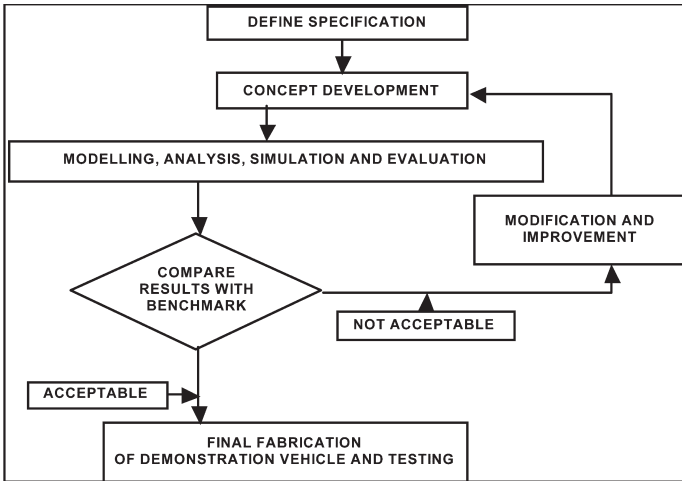 DEFINE SPECIFICATION
CONCEPT DEVELOPMENT
MODELLING, ANALYSIS, SIMULATION AND EVALUATION
MODIFICATION AND
IMPROVEMENT
COMPARE
RESULTS WITH
BENCHMARK
NOT ACCEPTABLE
ACCEPTABLE
FINAL FABRICATION
OF DEMONSTRATION VEHICLE AND TESTING